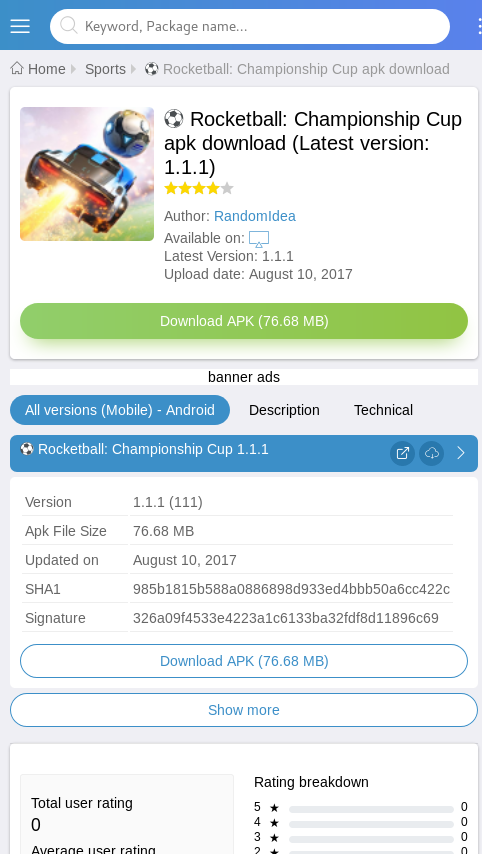 Keyword, Package name...
Home Sports ⚽ Rocketball: Championship Cup apk download
⚽ Rocketball: Championship Cup
apk download (Latest version:
1.1.1)
Author: RandomIdea
Available on:
Latest Version: 1.1.1
Upload date: August 10, 2017
Download APK (76.68 MB)
banner ads
All versions (Mobile) - Android Description Technical
⚽ Rocketball: Championship Cup 1.1.1
Version 1.1.1 (111)
Apk File Size 76.68 MB
Updated on August 10, 2017
SHA1 985b1815b588a0886898d933ed4bbb50a6cc422c
Signature 326a09f4533e4223a1c6133ba32fdf8d11896c69
Download APK (76.68 MB)
Show more
Rating breakdown
Total user rating
0
Average user rating
5 ★ 0
4 ★ 0
3 ★ 0
2 ★ 0